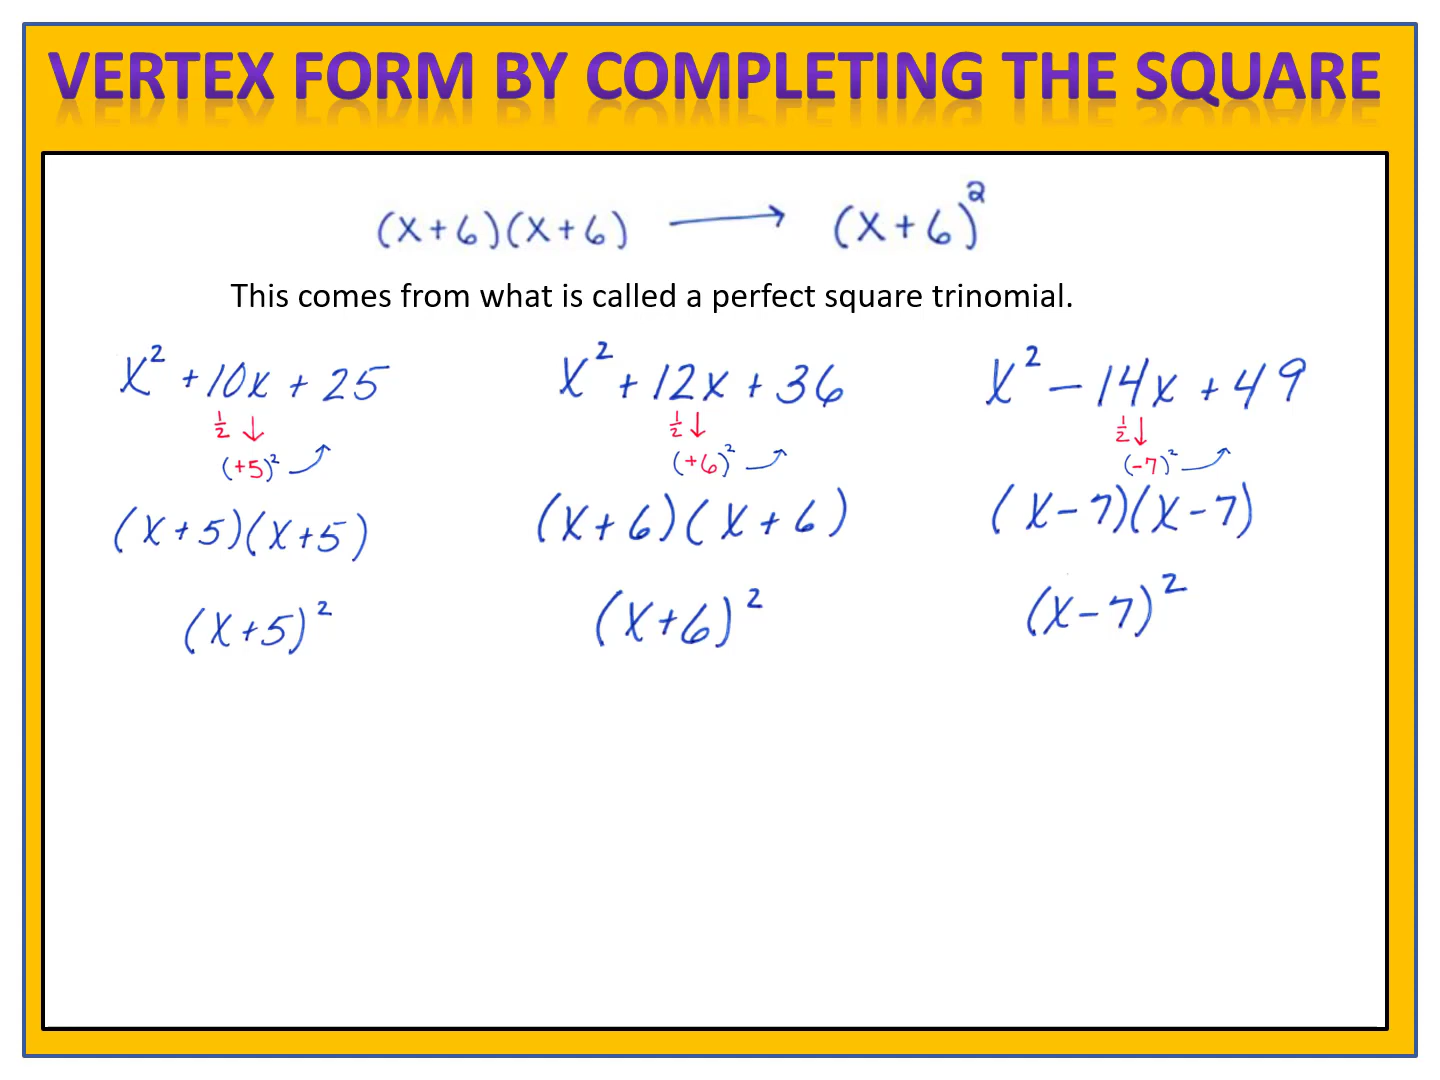 VERTEX FORM BY COMPLETING THE SQUARE
(x+6)(x+6) ⟶ (x+6)²
This comes from what is called a perfect square trinomial.
x² + 10x + 25
½ ↓
(+5)²
(x+5)(x+5)
(x+5)²
x² + 12x + 36
½ ↓
(+6)²
(x+6)(x+6)
(x+6)²
x² - 14x + 49
½ ↓
(-7)²
(x-7)(x-7)
(x-7)²